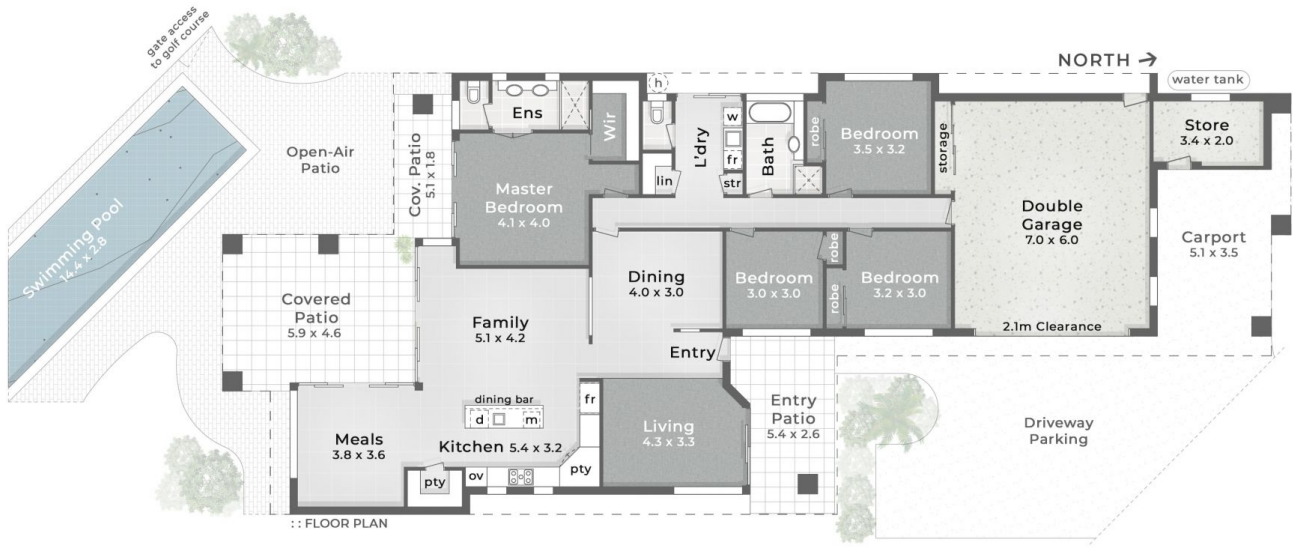 gate access
to golf course
NORTH →
water tank
h
Ens
Wir
L'dry
w
fr
str
lin
Bath
robe
Bedroom
3.5 x 3.2
storage
Store
3.4 x 2.0
Open-Air
Patio
Cov. Patio
5.1 x 1.8
Master
Bedroom
4.1 x 4.0
Double
Garage
7.0 x 6.0
Carport
5.1 x 3.5
Swimming Pool
14.4 x 2.8
Covered
Patio
5.9 x 4.6
Dining
4.0 x 3.0
Bedroom
3.0 x 3.0
robe
robe
Bedroom
3.2 x 3.0
Family
5.1 x 4.2
2.1m Clearance
Entry
dining bar
d
m
fr
Living
4.3 x 3.3
Entry
Patio
5.4 x 2.6
Driveway
Parking
Meals
3.8 x 3.6
Kitchen 5.4 x 3.2
pty
ov
pty
:: FLOOR PLAN